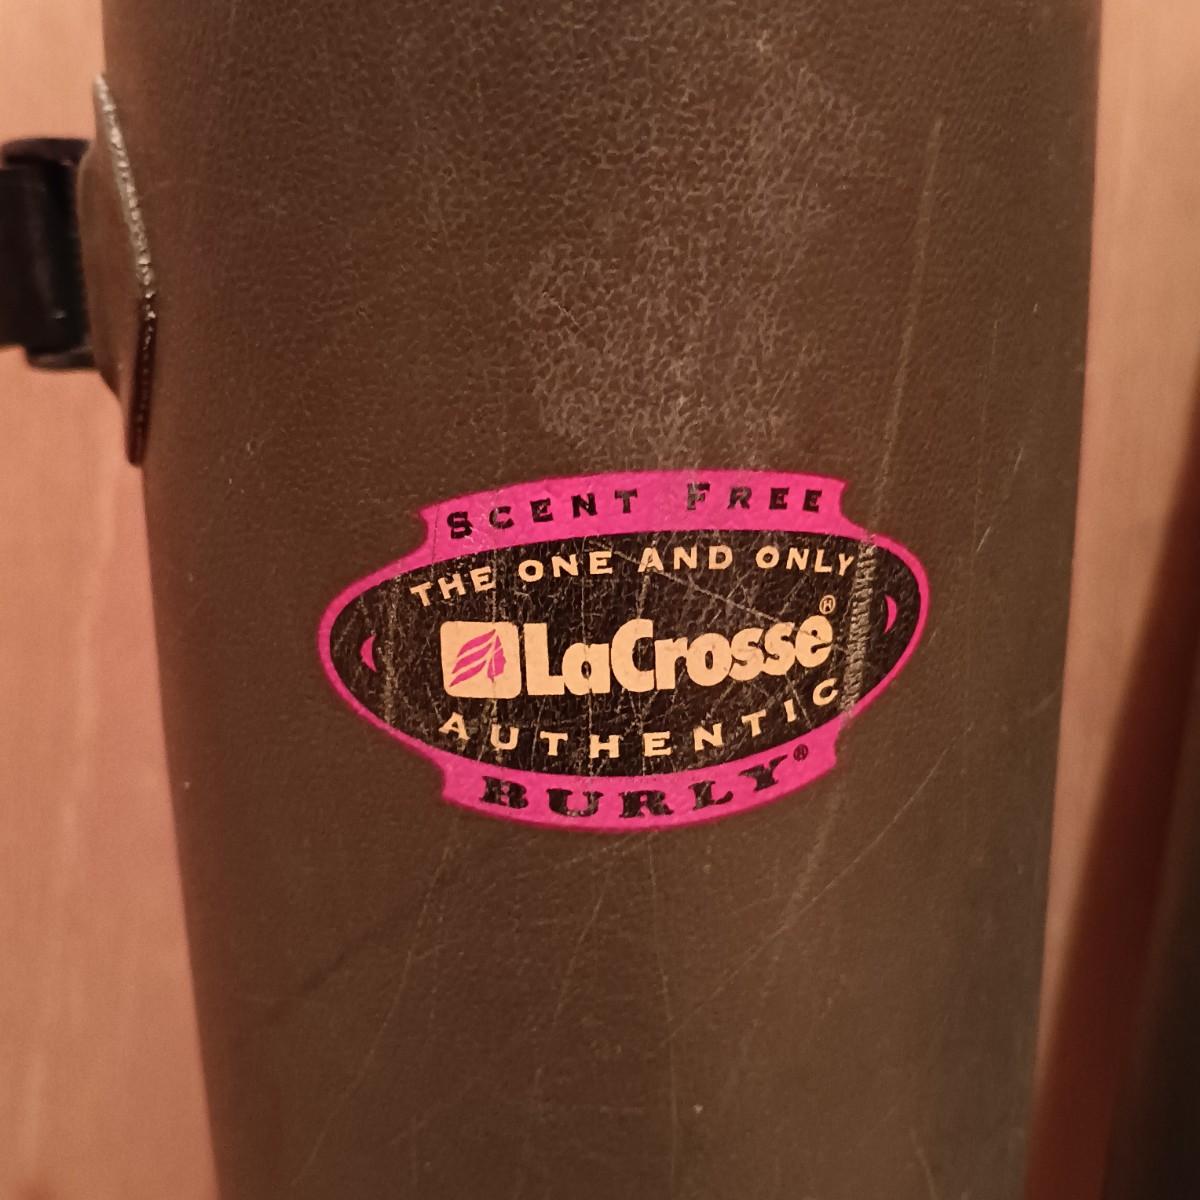 SCENT FREE
THE ONE AND ONLY
LaCrosse®
AUTHENTIC
BURLY®